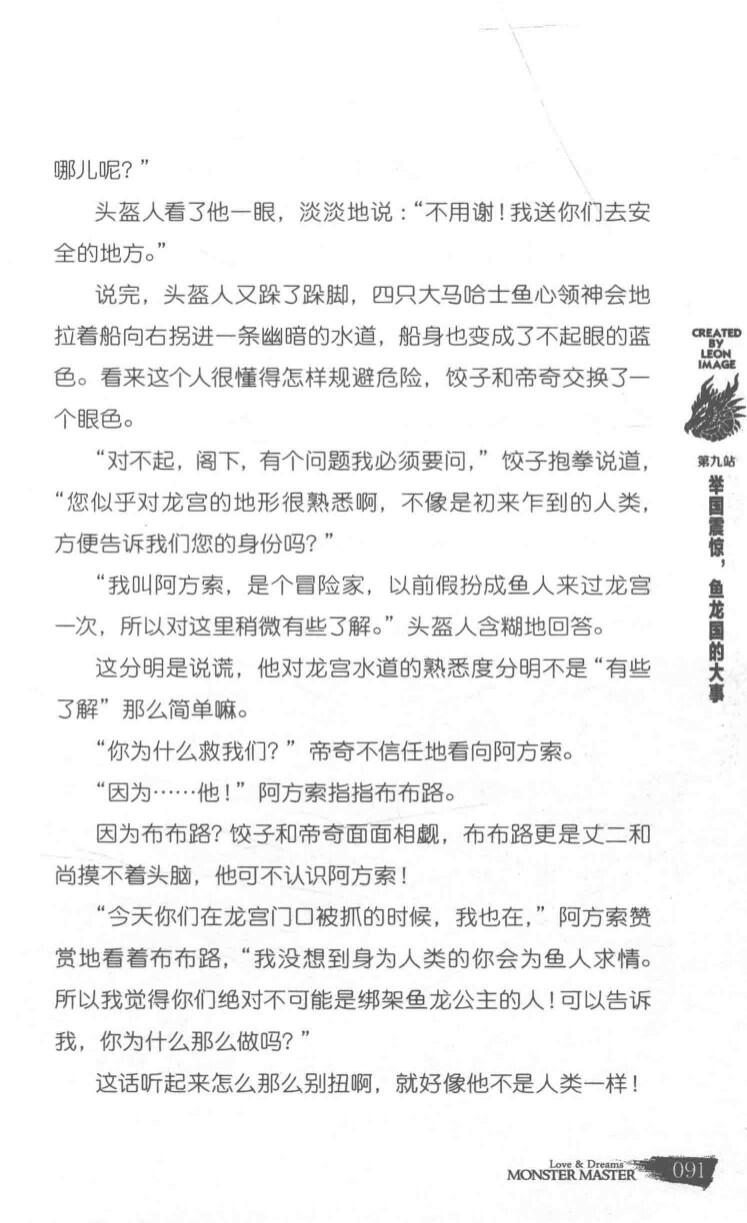 哪儿呢？”
头盔人看了他一眼，淡淡地说：“不用谢！我送你们去安
全的地方。”
说完，头盔人又跺了跺脚，四只大马哈士鱼心领神会地
拉着船向右拐进一条幽暗的水道，船身也变成了不起眼的蓝
色。看来这个人很懂得怎样规避危险，饺子和帝奇交换了一
个眼色。
“对不起，阁下，有个问题我必须要问，”饺子抱拳说道，
“您似乎对龙宫的地形很熟悉啊，不像是初来乍到的人类，
方便告诉我们您的身份吗？”
“我叫阿方索，是个冒险家，以前假扮成鱼人来过龙宫
一次，所以对这里稍微有些了解。”头盔人含糊地回答。
这分明是说谎，他对龙宫水道的熟悉度分明不是“有些
了解”那么简单嘛。
“你为什么救我们？”帝奇不信任地看向阿方索。
“因为……他！”阿方索指指布布路。
因为布布路？饺子和帝奇面面相觑，布布路更是丈二和
尚摸不着头脑，他可不认识阿方索！
“今天你们在龙宫门口被抓的时候，我也在，”阿方索赞
赏地看着布布路，“我没想到身为人类的你会为鱼人求情。
所以我觉得你们绝对不可能是绑架鱼龙公主的人！可以告诉
我，你为什么那么做吗？”
这话听起来怎么那么别扭啊，就好像他不是人类一样！
CREATED
BY
LEON
IMAGE
第九站
举国震惊，鱼龙国的大事
Love & Dreams
MONSTER MASTER
091